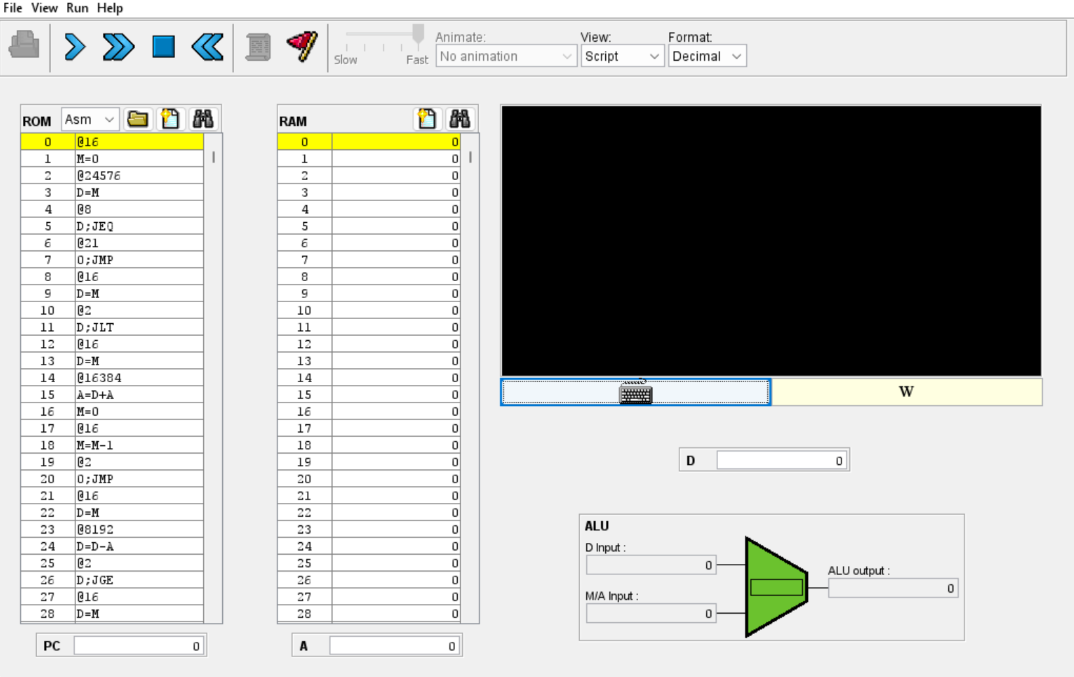 File View Run Help
Animate:
View:
Format:
Slow
Fast
No animation
Script
Decimal
ROM
Asm
0 @16
1 M=0
2 @24576
3 D=M
4 @8
5 D;JEQ
6 @21
7 0;JMP
8 @16
9 D=M
10 @2
11 D;JLT
12 @16
13 D=M
14 @16384
15 A=D+A
16 M=0
17 @16
18 M=M-1
19 @2
20 0;JMP
21 @16
22 D=M
23 @8192
24 D=D-A
25 @2
26 D;JGE
27 @16
28 D=M
PC 0
RAM
0 0
1 0
2 0
3 0
4 0
5 0
6 0
7 0
8 0
9 0
10 0
11 0
12 0
13 0
14 0
15 0
16 0
17 0
18 0
19 0
20 0
21 0
22 0
23 0
24 0
25 0
26 0
27 0
28 0
A 0
W
D 0
ALU
D Input :
0
M/A Input :
0
ALU output :
0